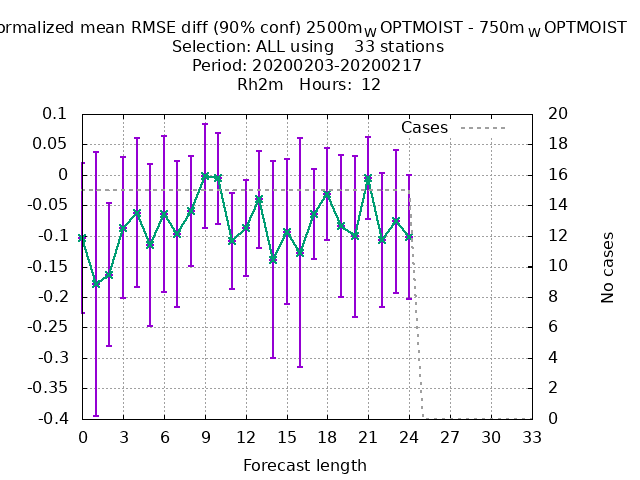 ormalized mean RMSE diff (90% conf) 2500m W OPTMOIST - 750m W OPTMOIST
Selection: ALL using 33 stations
Period: 20200203-20200217
Rh2m Hours: 12
Cases
0.1
0.05
0
-0.05
-0.1
-0.15
-0.2
-0.25
-0.3
-0.35
-0.4
20
18
16
14
12
10
8
6
4
2
0
No cases
0 3 6 9 12 15 18 21 24 27 30 33
Forecast length